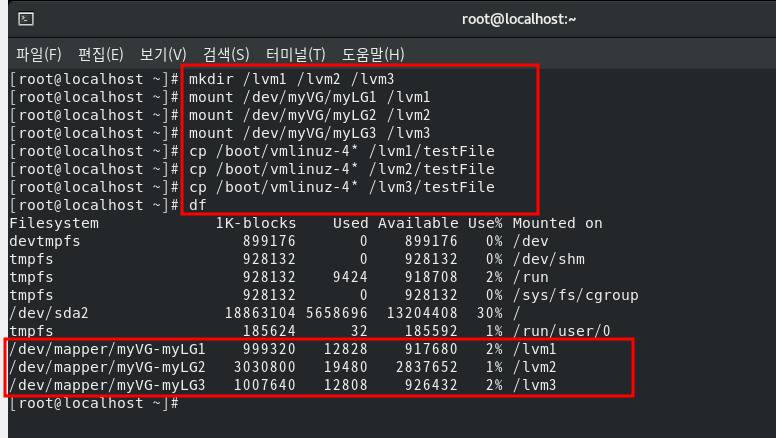 root@localhost:~
파일(F) 편집(E) 보기(V) 검색(S) 터미널(T) 도움말(H)
[root@localhost ~]# mkdir /lvm1 /lvm2 /lvm3
[root@localhost ~]# mount /dev/myVG/myLG1 /lvm1
[root@localhost ~]# mount /dev/myVG/myLG2 /lvm2
[root@localhost ~]# mount /dev/myVG/myLG3 /lvm3
[root@localhost ~]# cp /boot/vmlinuz-4* /lvm1/testFile
[root@localhost ~]# cp /boot/vmlinuz-4* /lvm2/testFile
[root@localhost ~]# cp /boot/vmlinuz-4* /lvm3/testFile
[root@localhost ~]# df
Filesystem 1K-blocks Used Available Use% Mounted on
devtmpfs 899176 0 899176 0% /dev
tmpfs 928132 0 928132 0% /dev/shm
tmpfs 928132 9424 918708 2% /run
tmpfs 928132 0 928132 0% /sys/fs/cgroup
/dev/sda2 18863104 5658696 13204408 30% /
tmpfs 185624 32 185592 1% /run/user/0
/dev/mapper/myVG-myLG1 999320 12828 917680 2% /lvm1
/dev/mapper/myVG-myLG2 3030800 19480 2837652 1% /lvm2
/dev/mapper/myVG-myLG3 1007640 12808 926432 2% /lvm3
[root@localhost ~]#